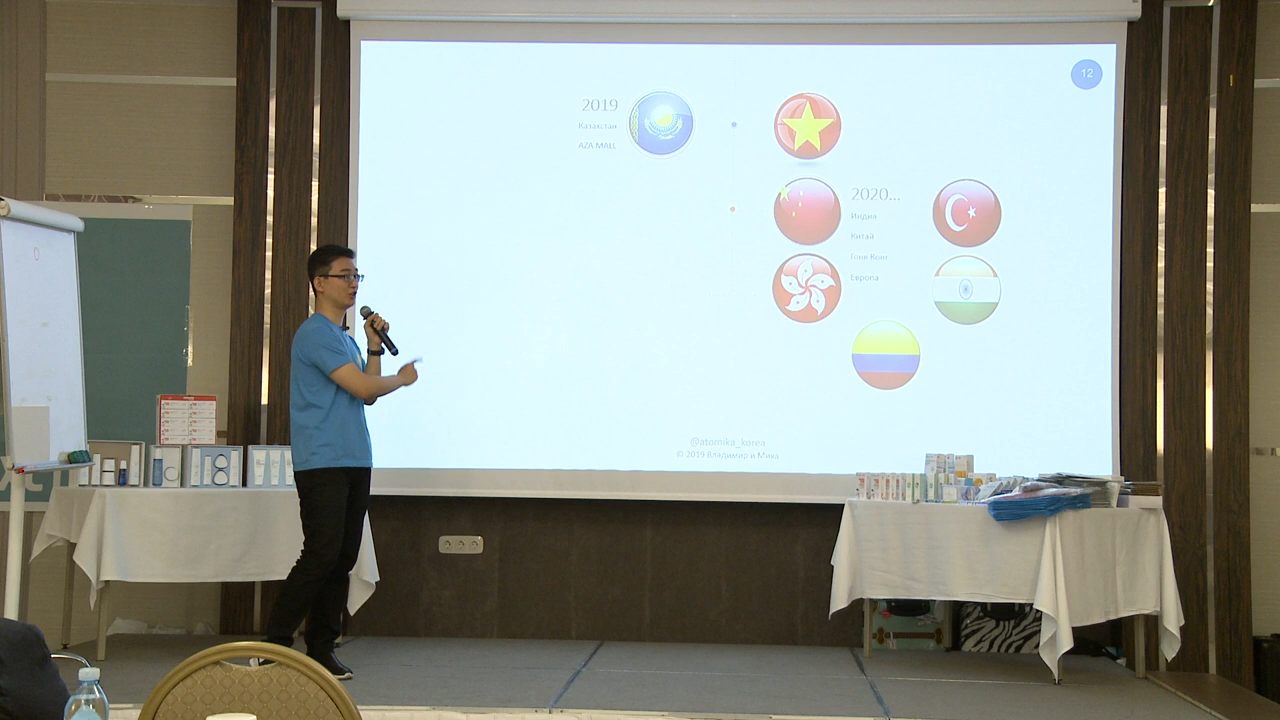 12
2019
Казахстан
AZA MALL
2020...
Индия
Китай
Гонк Конг
Европа
@atomika_korea
© 2019 Владимир и Мика